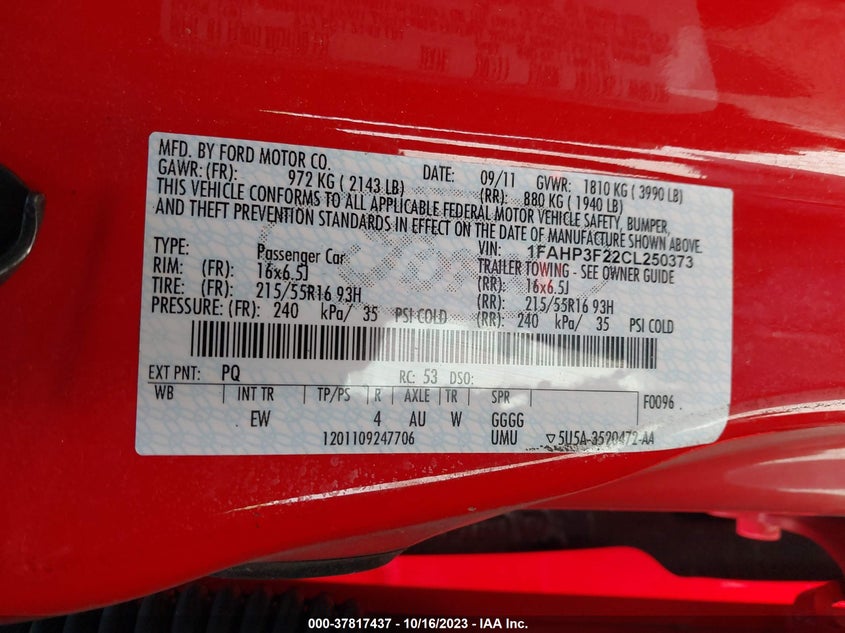 MFD. BY FORD MOTOR CO. DATE: 09/11 GVWR: 1810 KG ( 3990 LB)
GAWR: (FR): 972 KG ( 2143 LB) (RR): 880 KG ( 1940 LB)
THIS VEHICLE CONFORMS TO ALL APPLICABLE FEDERAL MOTOR VEHICLE SAFETY, BUMPER,
AND THEFT PREVENTION STANDARDS IN EFFECT ON THE DATE OF MANUFACTURE SHOWN ABOVE.
VIN: 1FAHP3F22CL250373
TYPE: Passenger Car TRAILER TOWING - SEE OWNER GUIDE
RIM: (FR): 16x6.5J (RR): 16x6.5J
TIRE: (FR): 215/55R16 93H (RR): 215/55R16 93H
PRESSURE: (FR): 240 kPa/ 35 PSI COLD (RR): 240 kPa/ 35 PSI COLD
EXT PNT: PQ RC: 53 DSO:
WB INT TR TP/PS R AXLE TR SPR F0096
EW 4 AU W GGGG
1201109247706 UMU ▽5U5A-3520472-AA
000-37817437 - 10/16/2023 - IAA Inc.